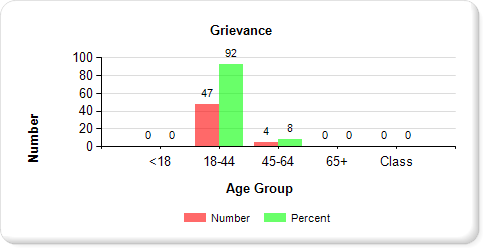 Grievance
100
80
60
40
20
0
Number
0 0 47 92 4 8 0 0 0 0
<18 18-44 45-64 65+ Class
Age Group
Number Percent